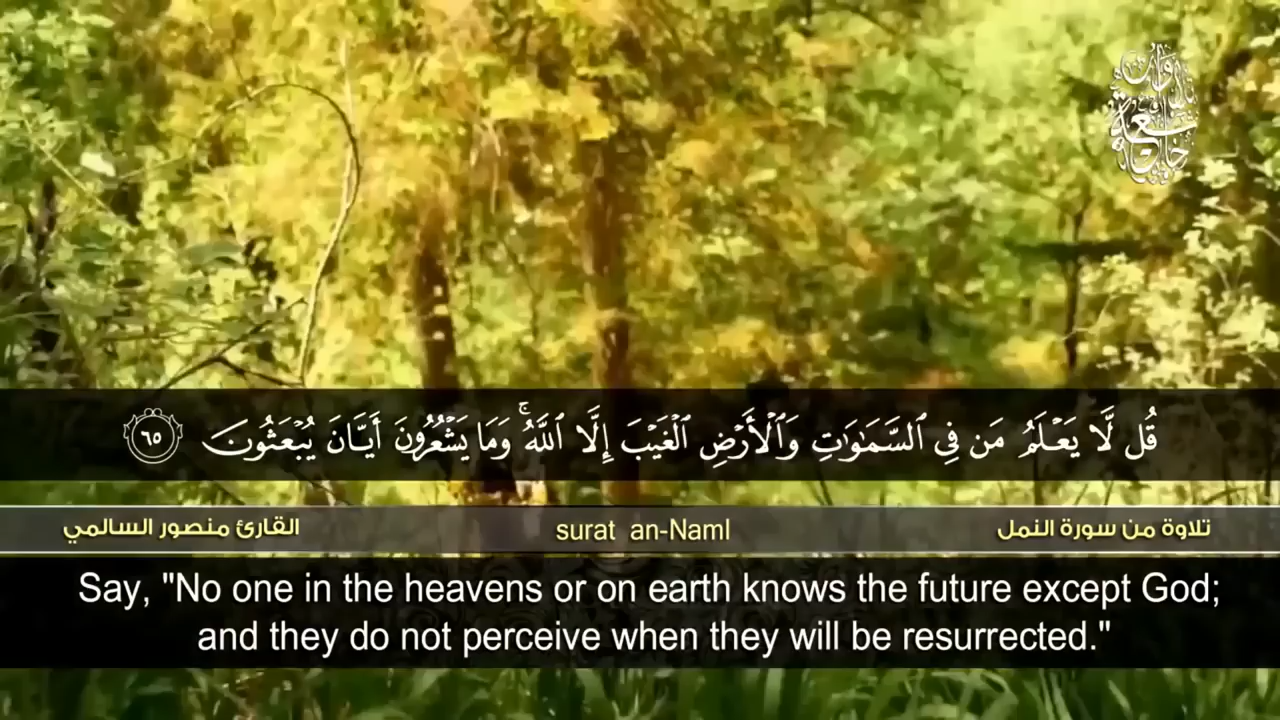 قُل لَّا يَعْلَمُ مَن فِى ٱلسَّمَـٰوَٰتِ وَٱلْأَرْضِ ٱلْغَيْبَ إِلَّا ٱللَّهُ ۚ وَمَا يَشْعُرُونَ أَيَّانَ يُبْعَثُونَ ٦٥
تلاوة من سورة النمل surat an-Naml القارئ منصور السالمي
Say, "No one in the heavens or on earth knows the future except God;
and they do not perceive when they will be resurrected."